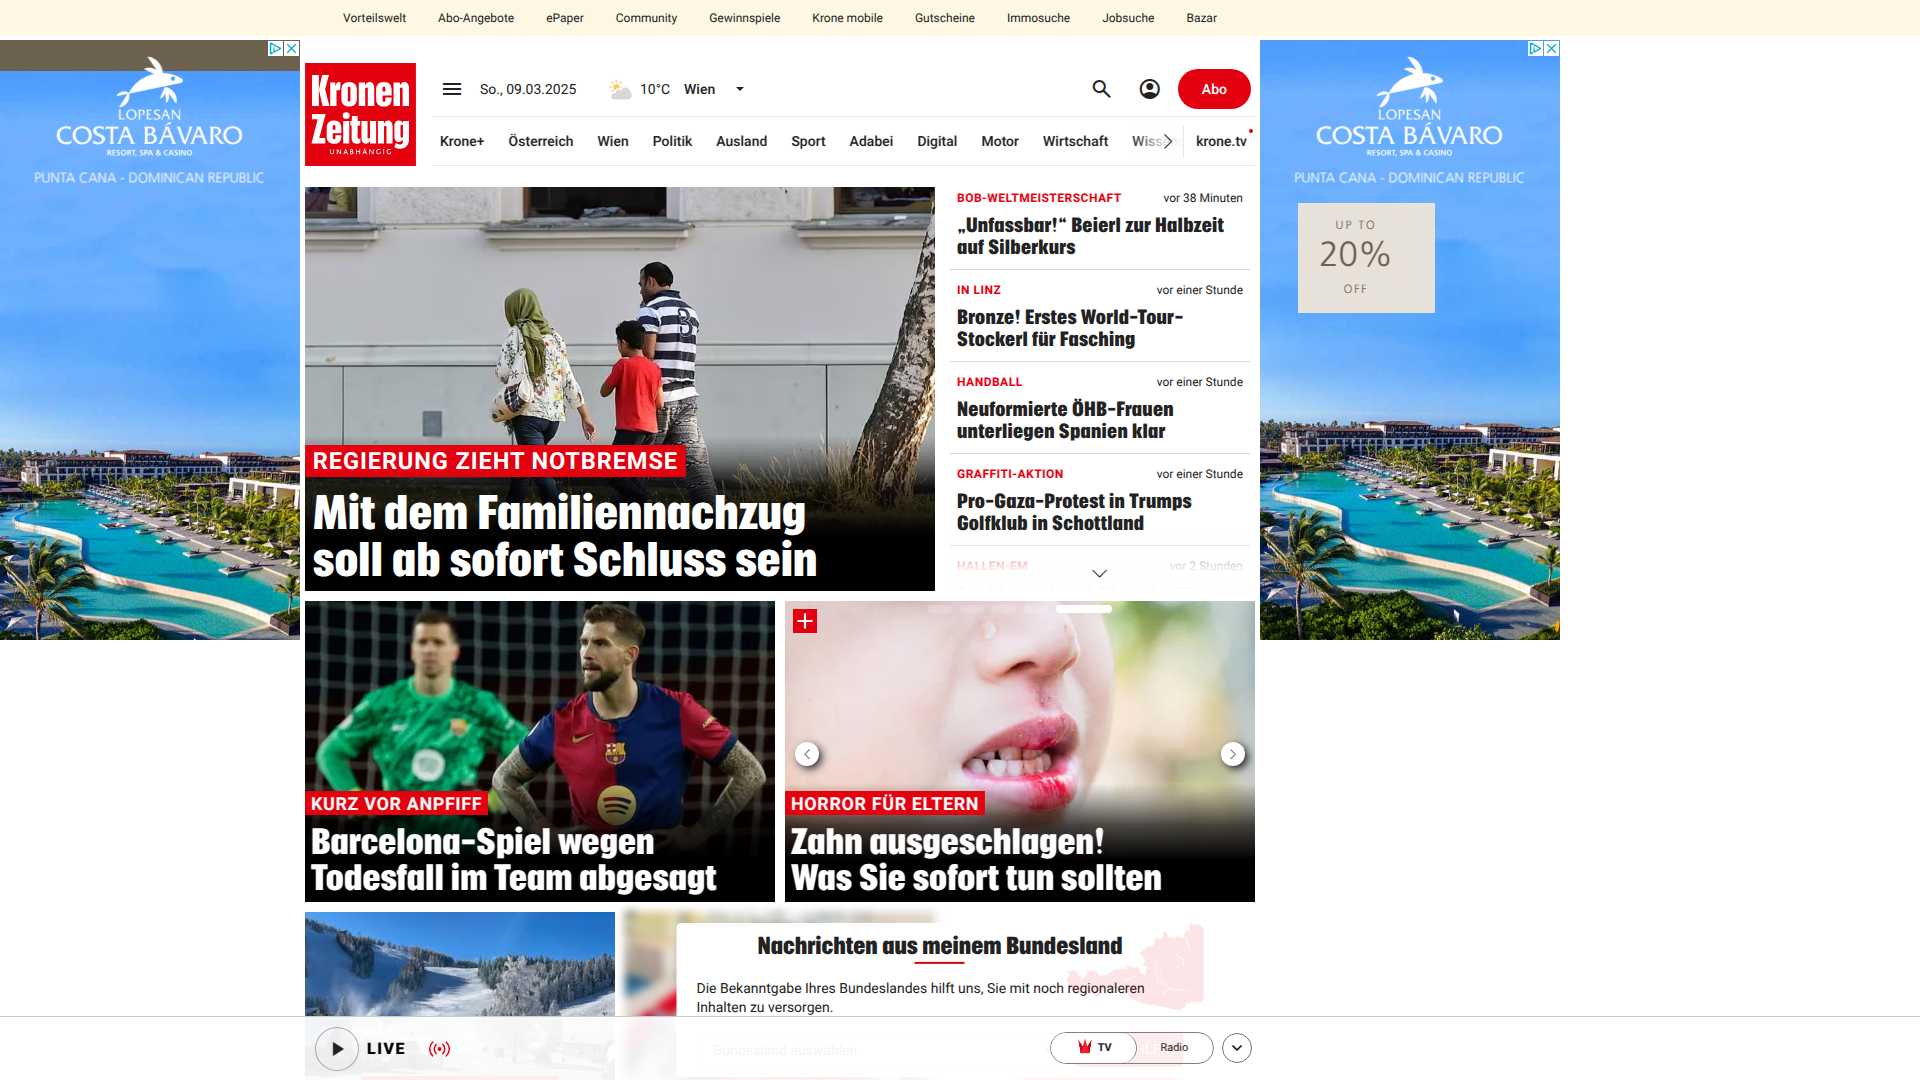 Vorteilswelt Abo-Angebote ePaper Community Gewinnspiele Krone mobile Gutscheine Immosuche Jobsuche Bazar
LOPESAN
COSTA BÁVARO
RESORT, SPA & CASINO
PUNTA CANA - DOMINICAN REPUBLIC
Kronen
Zeitung
UNABHÄNGIG
So., 09.03.2025 10°C Wien
Abo
Krone+ Österreich Wien Politik Ausland Sport Adabei Digital Motor Wirtschaft krone.tv
LOPESAN
COSTA BÁVARO
RESORT, SPA & CASINO
PUNTA CANA - DOMINICAN REPUBLIC
UP TO
20%
OFF
REGIERUNG ZIEHT NOTBREMSE
Mit dem Familiennachzug
soll ab sofort Schluss sein
BOB-WELTMEISTERSCHAFT vor 38 Minuten
„Unfassbar!“ Beierl zur Halbzeit
auf Silberkurs
IN LINZ vor einer Stunde
Bronze! Erstes World-Tour-
Stockerl für Fasching
HANDBALL vor einer Stunde
Neuformierte ÖHB-Frauen
unterliegen Spanien klar
GRAFFITI-AKTION vor einer Stunde
Pro-Gaza-Protest in Trumps
Golfklub in Schottland
HALLEN-EM vor 2 Stunden
KURZ VOR ANPFIFF
Barcelona-Spiel wegen
Todesfall im Team abgesagt
HORROR FÜR ELTERN
Zahn ausgeschlagen!
Was Sie sofort tun sollten
Nachrichten aus meinem Bundesland
Die Bekanntgabe Ihres Bundeslandes hilft uns, Sie mit noch regionaleren
Inhalten zu versorgen.
Bundesland auswählen
LIVE
TV Radio